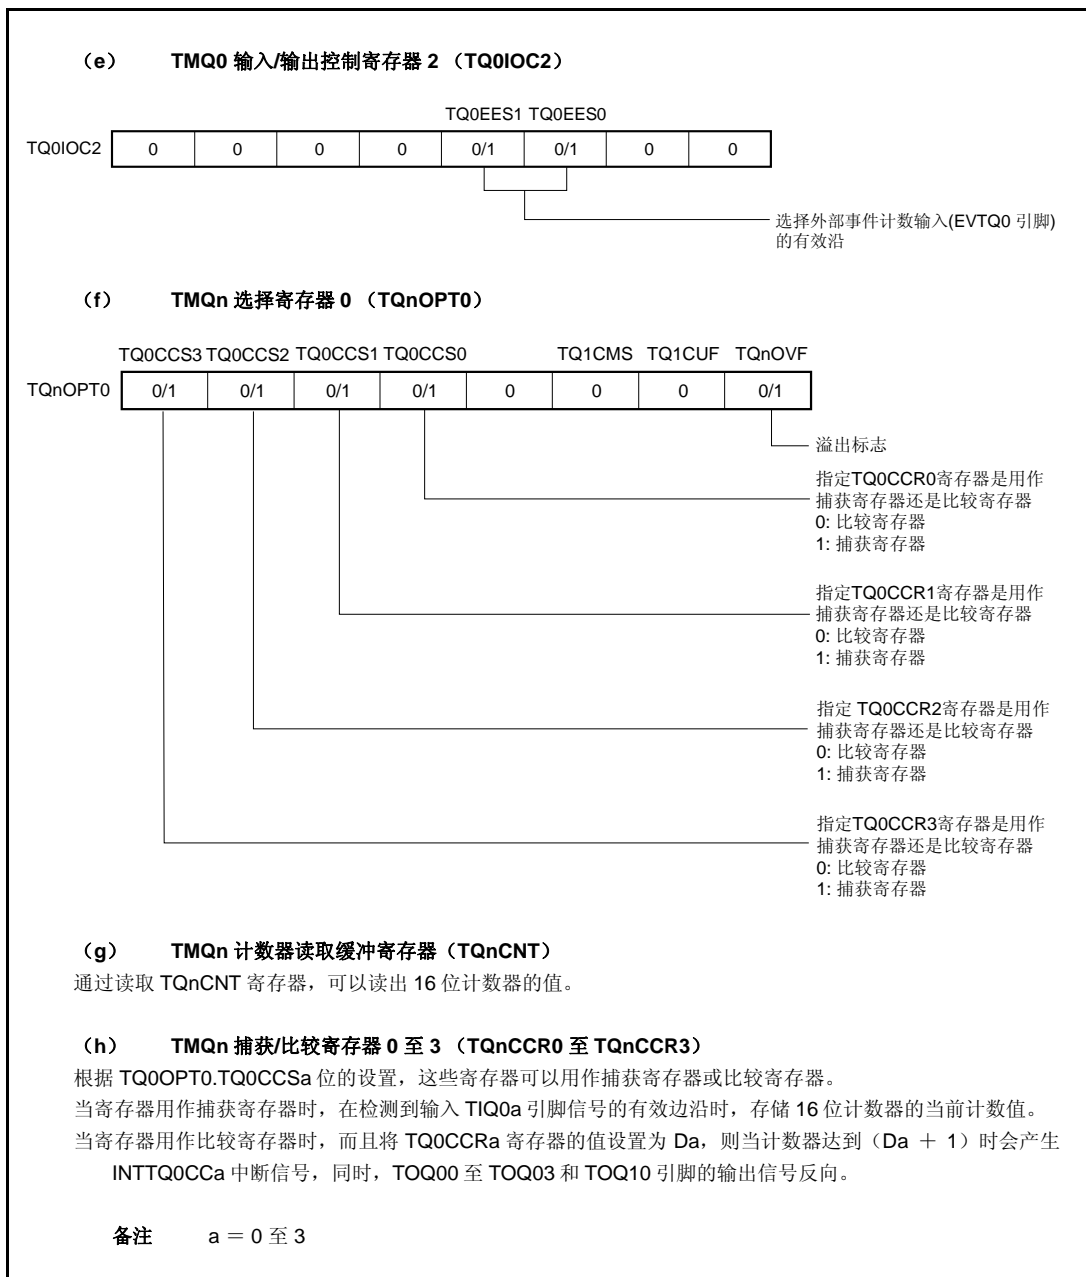 （e） TMQ0 输入/输出控制寄存器 2 （TQ0IOC2）
TQ0EES1 TQ0EES0
TQ0IOC2 0 0 0 0 0/1 0/1 0 0
选择外部事件计数输入(EVTQ0 引脚)
的有效沿
（f） TMQn 选择寄存器 0 （TQnOPT0）
TQ0CCS3 TQ0CCS2 TQ0CCS1 TQ0CCS0 TQ1CMS TQ1CUF TQnOVF
TQnOPT0 0/1 0/1 0/1 0/1 0 0 0 0/1
溢出标志
指定TQ0CCR0寄存器是用作
捕获寄存器还是比较寄存器
0: 比较寄存器
1: 捕获寄存器
指定TQ0CCR1寄存器是用作
捕获寄存器还是比较寄存器
0: 比较寄存器
1: 捕获寄存器
指定 TQ0CCR2寄存器是用作
捕获寄存器还是比较寄存器
0: 比较寄存器
1: 捕获寄存器
指定TQ0CCR3寄存器是用作
捕获寄存器还是比较寄存器
0: 比较寄存器
1: 捕获寄存器
（g） TMQn 计数器读取缓冲寄存器（TQnCNT）
通过读取 TQnCNT 寄存器，可以读出 16 位计数器的值。
（h） TMQn 捕获/比较寄存器 0 至 3 （TQnCCR0 至 TQnCCR3）
根据 TQ0OPT0.TQ0CCSa 位的设置，这些寄存器可以用作捕获寄存器或比较寄存器。
当寄存器用作捕获寄存器时，在检测到输入 TIQ0a 引脚信号的有效边沿时，存储 16 位计数器的当前计数值。
当寄存器用作比较寄存器时，而且将 TQ0CCRa 寄存器的值设置为 Da，则当计数器达到（Da ＋ 1）时会产生
INTTQ0CCa 中断信号，同时，TOQ00 至 TOQ03 和 TOQ10 引脚的输出信号反向。
备注 a ＝ 0 至 3